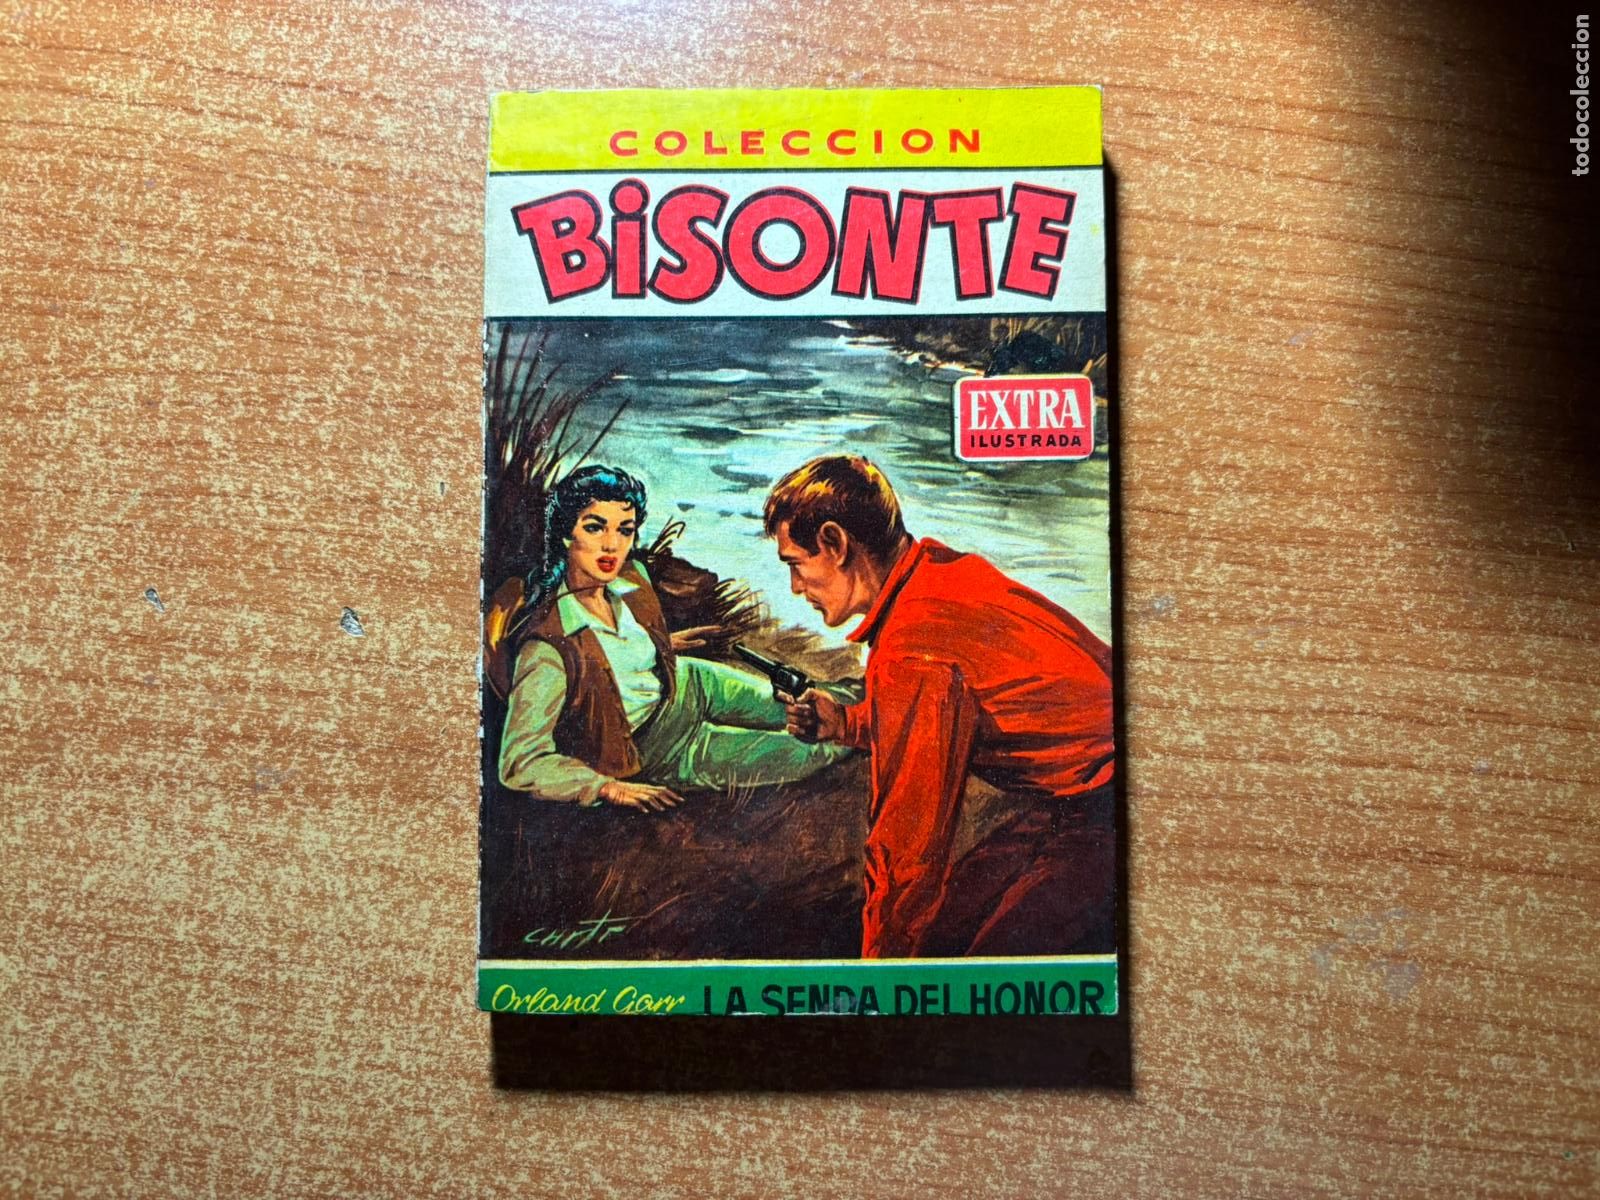 COLECCION
BiSONTE
EXTRA
ILUSTRADA
Orland Garr LA SENDA DEL HONOR
todocoleccion